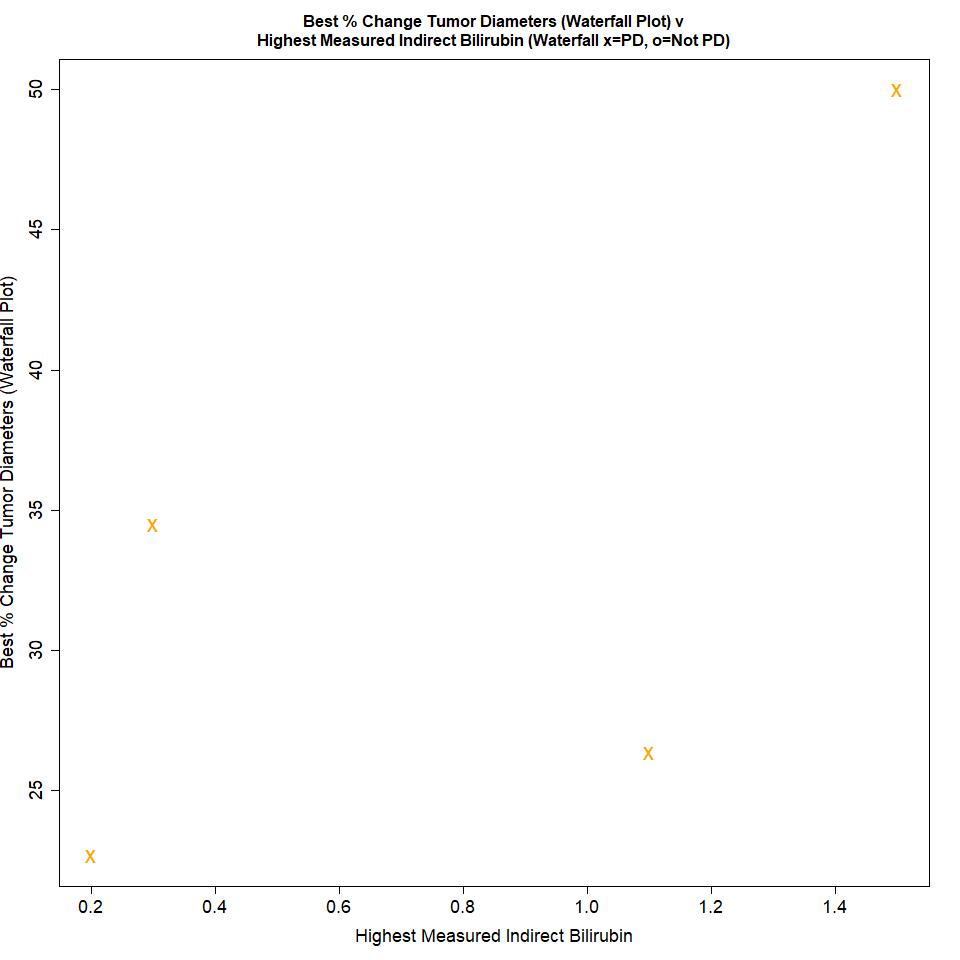 Best % Change Tumor Diameters (Waterfall Plot) v
Highest Measured Indirect Bilirubin (Waterfall x=PD, o=Not PD)
Best % Change Tumor Diameters (Waterfall Plot)
50
45
40
35
30
25
X
X
X
X
0.2
0.4
0.6
0.8
1.0
1.2
1.4
Highest Measured Indirect Bilirubin